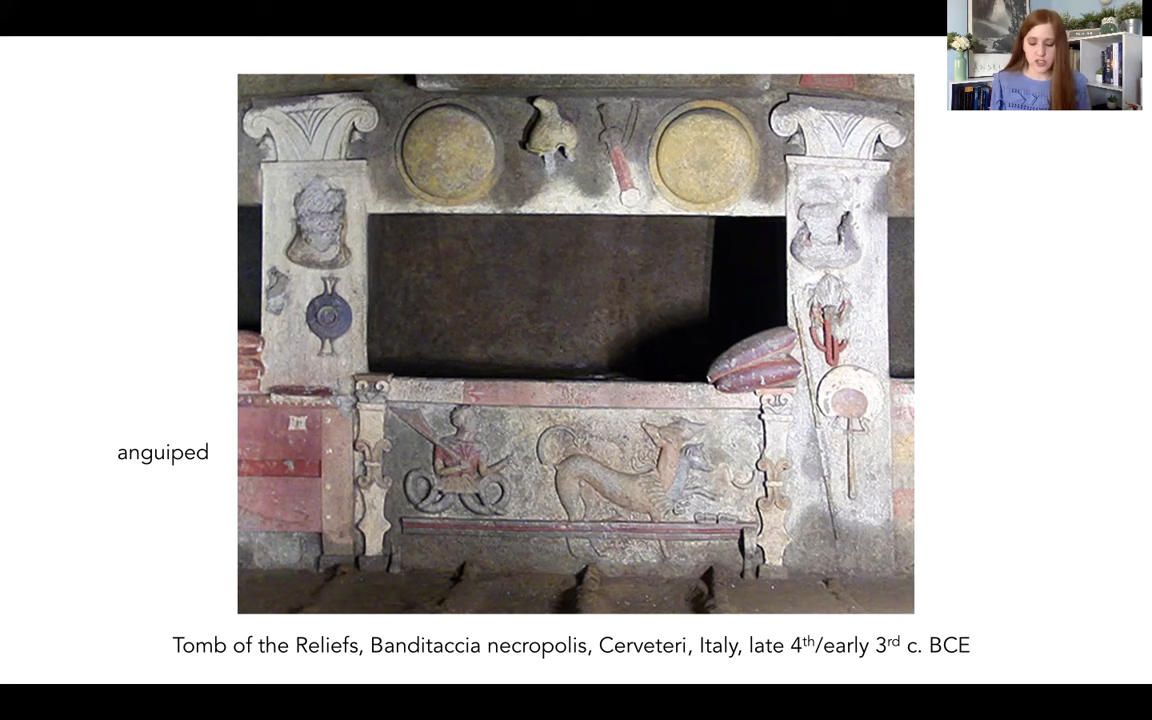 anguiped
Tomb of the Reliefs, Banditaccia necropolis, Cerveteri, Italy, late 4th/early 3rd c. BCE